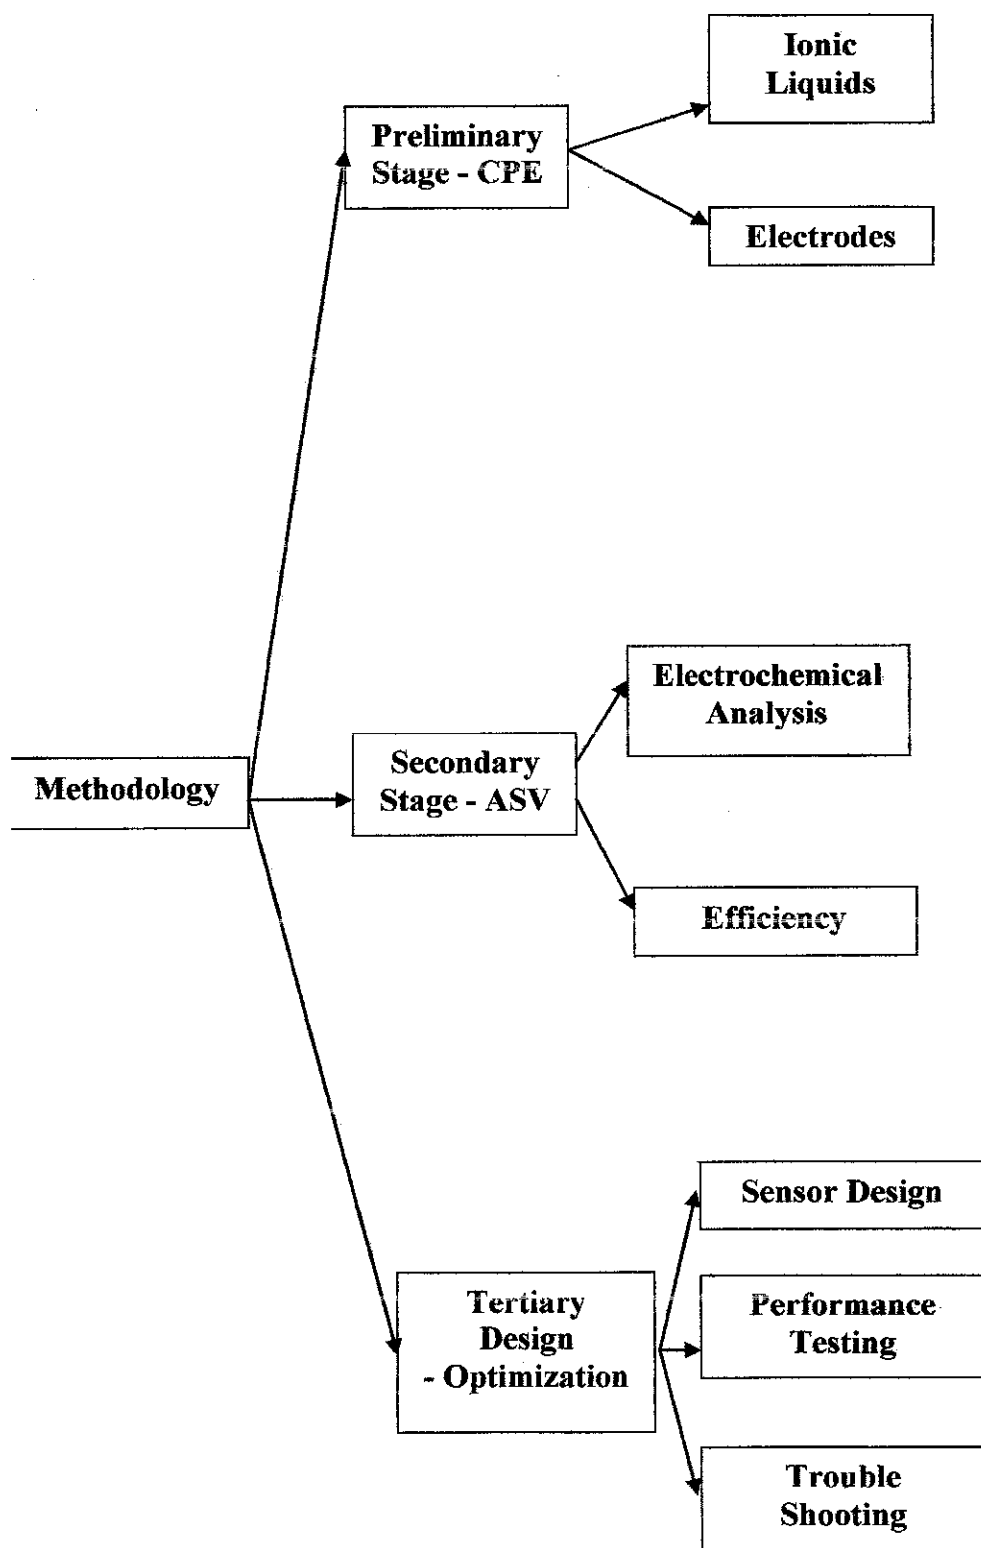 Ionic
Liquids
Preliminary
Stage - CPE
Electrodes
Electrochemical
Analysis
Secondary
Stage - ASV
Methodology
Efficiency
Sensor Design
Tertiary
Design
- Optimization
Performance
Testing
Trouble
Shooting